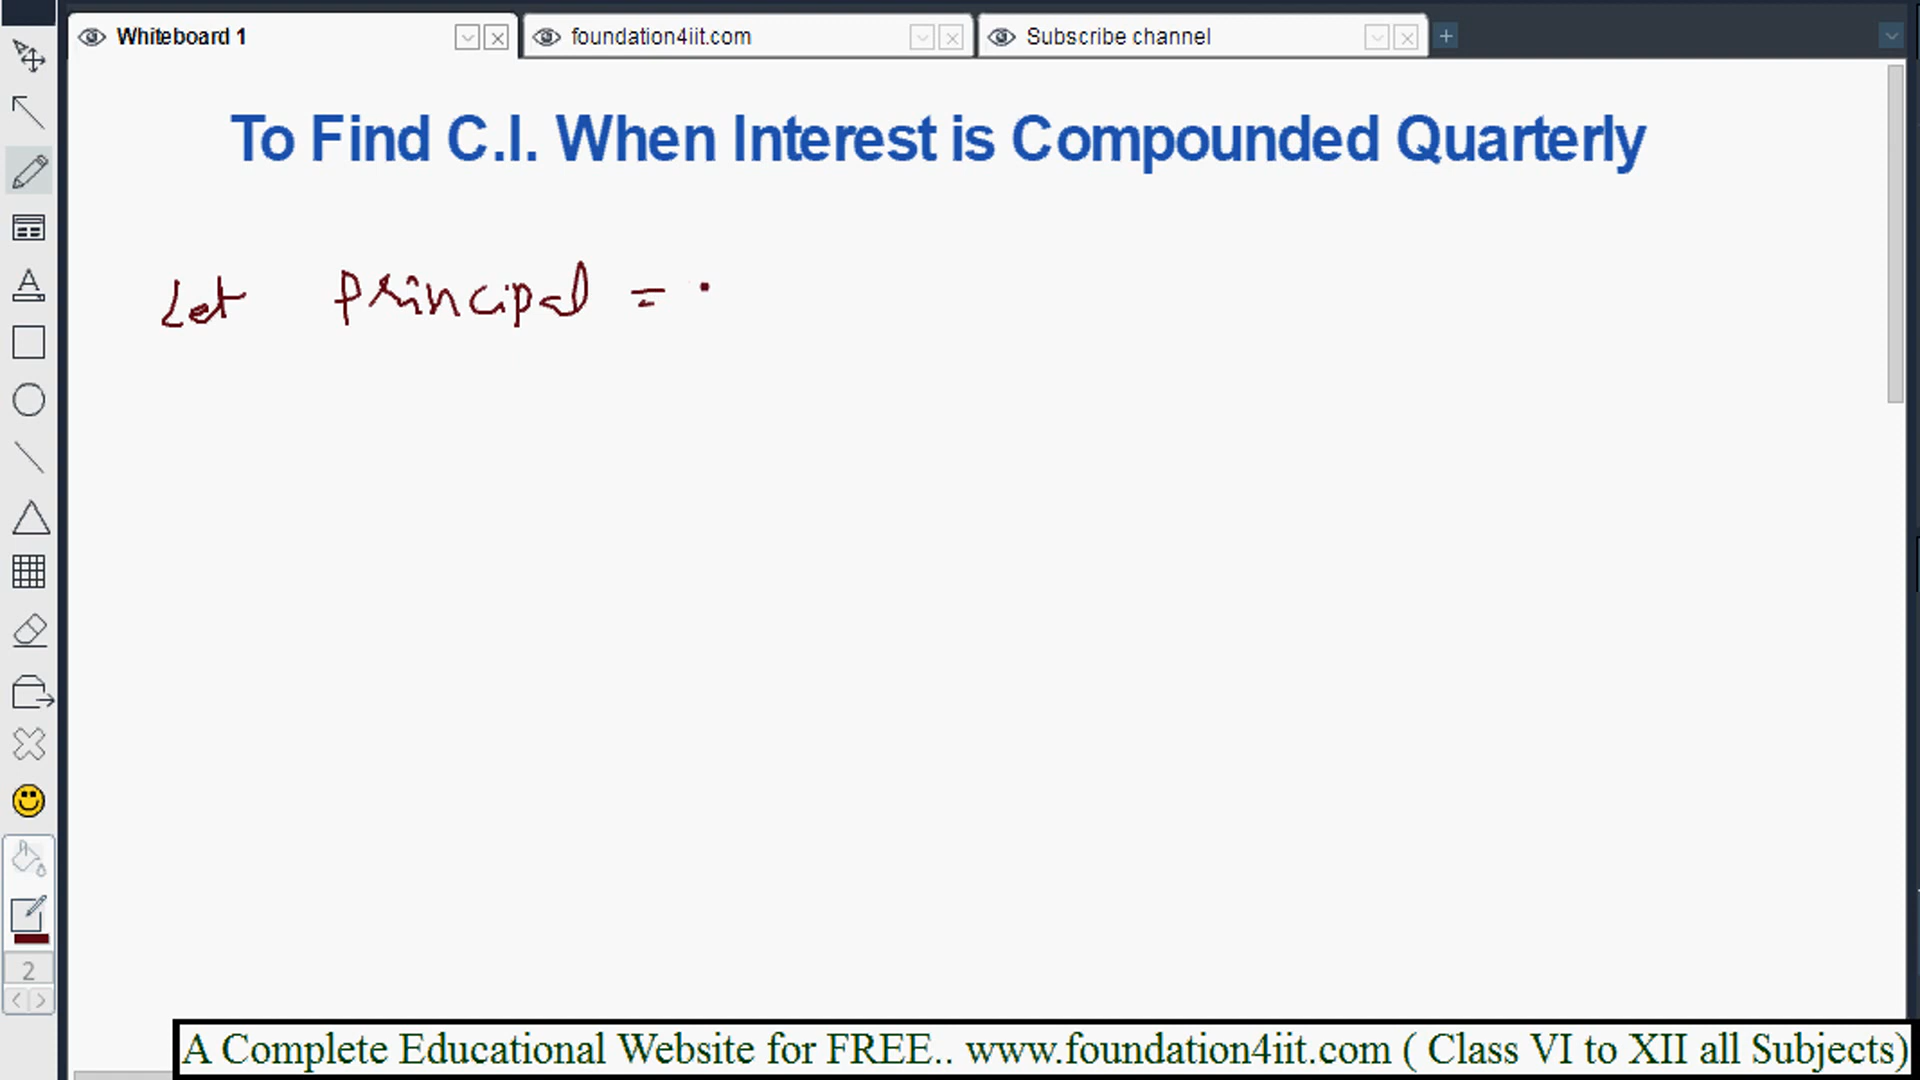 Whiteboard 1
foundation4iit.com
Subscribe channel
To Find C.I. When Interest is Compounded Quarterly
Let Principal =
2
A Complete Educational Website for FREE.. www.foundation4iit.com ( Class VI to XII all Subjects)